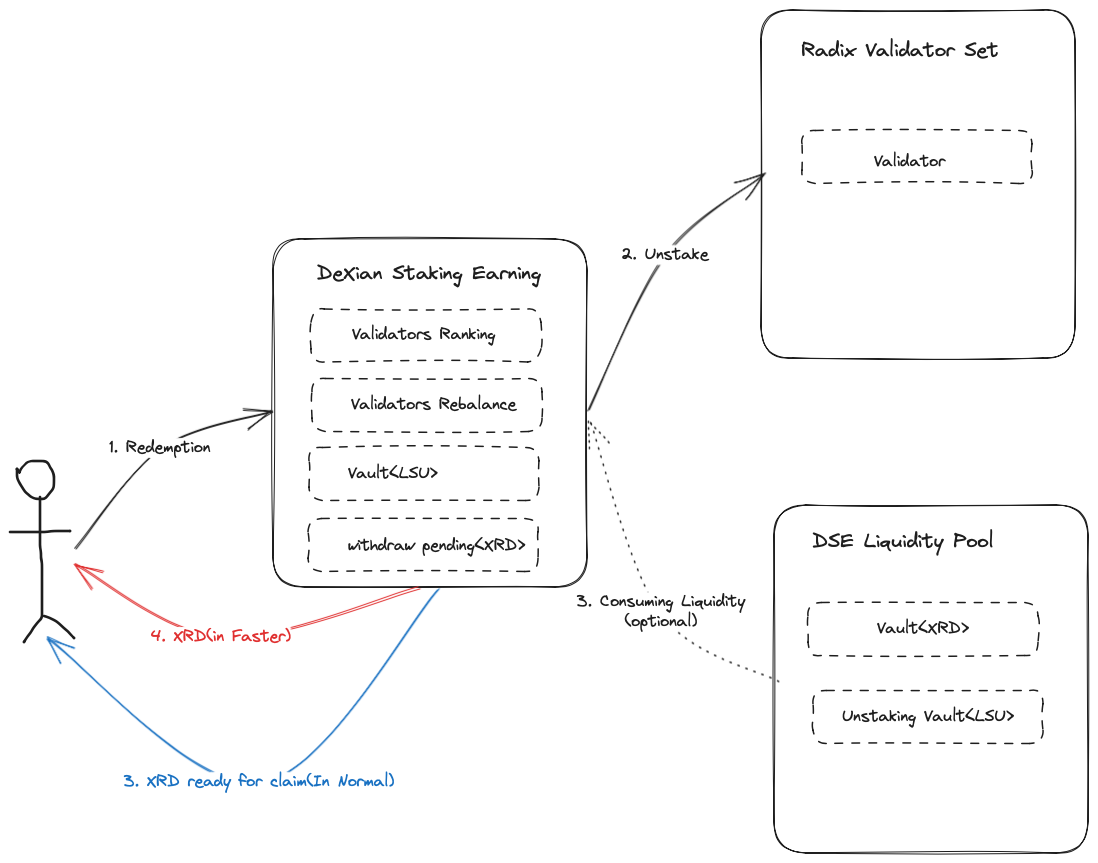 Radix Validator Set
Validator
2. Unstake
DeXian Staking Earning
Validators Ranking
Validators Rebalance
Vault<LSU>
withdraw pending<XRD>
1. Redemption
DSE Liquidity Pool
Vault<XRD>
Unstaking Vault<LSU>
3. Consuming Liquidity
(optional)
4. XRD(in Faster)
3. XRD ready for claim(In Normal)